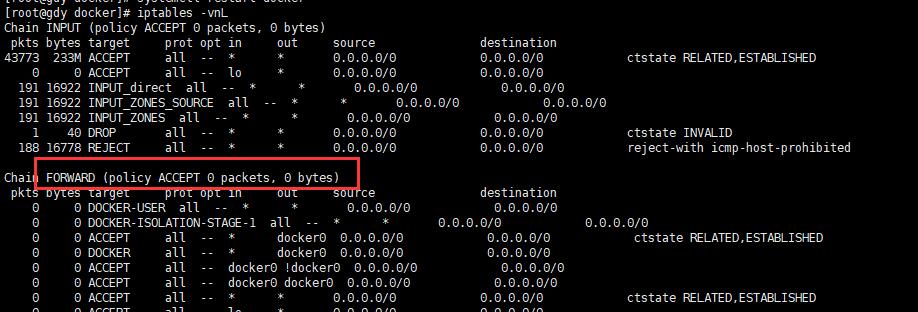 [root@gdy docker]# systemctl restart docker
[root@gdy docker]# iptables -vnL
Chain INPUT (policy ACCEPT 0 packets, 0 bytes)
pkts bytes target prot opt in out source destination
43773 233M ACCEPT all -- * * 0.0.0.0/0 0.0.0.0/0 ctstate RELATED,ESTABLISHED
0 0 ACCEPT all -- lo * 0.0.0.0/0 0.0.0.0/0
191 16922 INPUT_direct all -- * * 0.0.0.0/0 0.0.0.0/0
191 16922 INPUT_ZONES_SOURCE all -- * * 0.0.0.0/0 0.0.0.0/0
191 16922 INPUT_ZONES all -- * * 0.0.0.0/0 0.0.0.0/0
1 40 DROP all -- * * 0.0.0.0/0 0.0.0.0/0 ctstate INVALID
188 16778 REJECT all -- * * 0.0.0.0/0 0.0.0.0/0 reject-with icmp-host-prohibited
Chain FORWARD (policy ACCEPT 0 packets, 0 bytes)
pkts bytes target prot opt in out source destination
0 0 DOCKER-USER all -- * * 0.0.0.0/0 0.0.0.0/0
0 0 DOCKER-ISOLATION-STAGE-1 all -- * * 0.0.0.0/0 0.0.0.0/0
0 0 ACCEPT all -- * docker0 0.0.0.0/0 0.0.0.0/0 ctstate RELATED,ESTABLISHED
0 0 DOCKER all -- * docker0 0.0.0.0/0 0.0.0.0/0
0 0 ACCEPT all -- docker0 !docker0 0.0.0.0/0 0.0.0.0/0
0 0 ACCEPT all -- docker0 docker0 0.0.0.0/0 0.0.0.0/0
0 0 ACCEPT all -- * * 0.0.0.0/0 0.0.0.0/0 ctstate RELATED,ESTABLISHED
0 0 ACCEPT all -- lo * 0.0.0.0/0 0.0.0.0/0